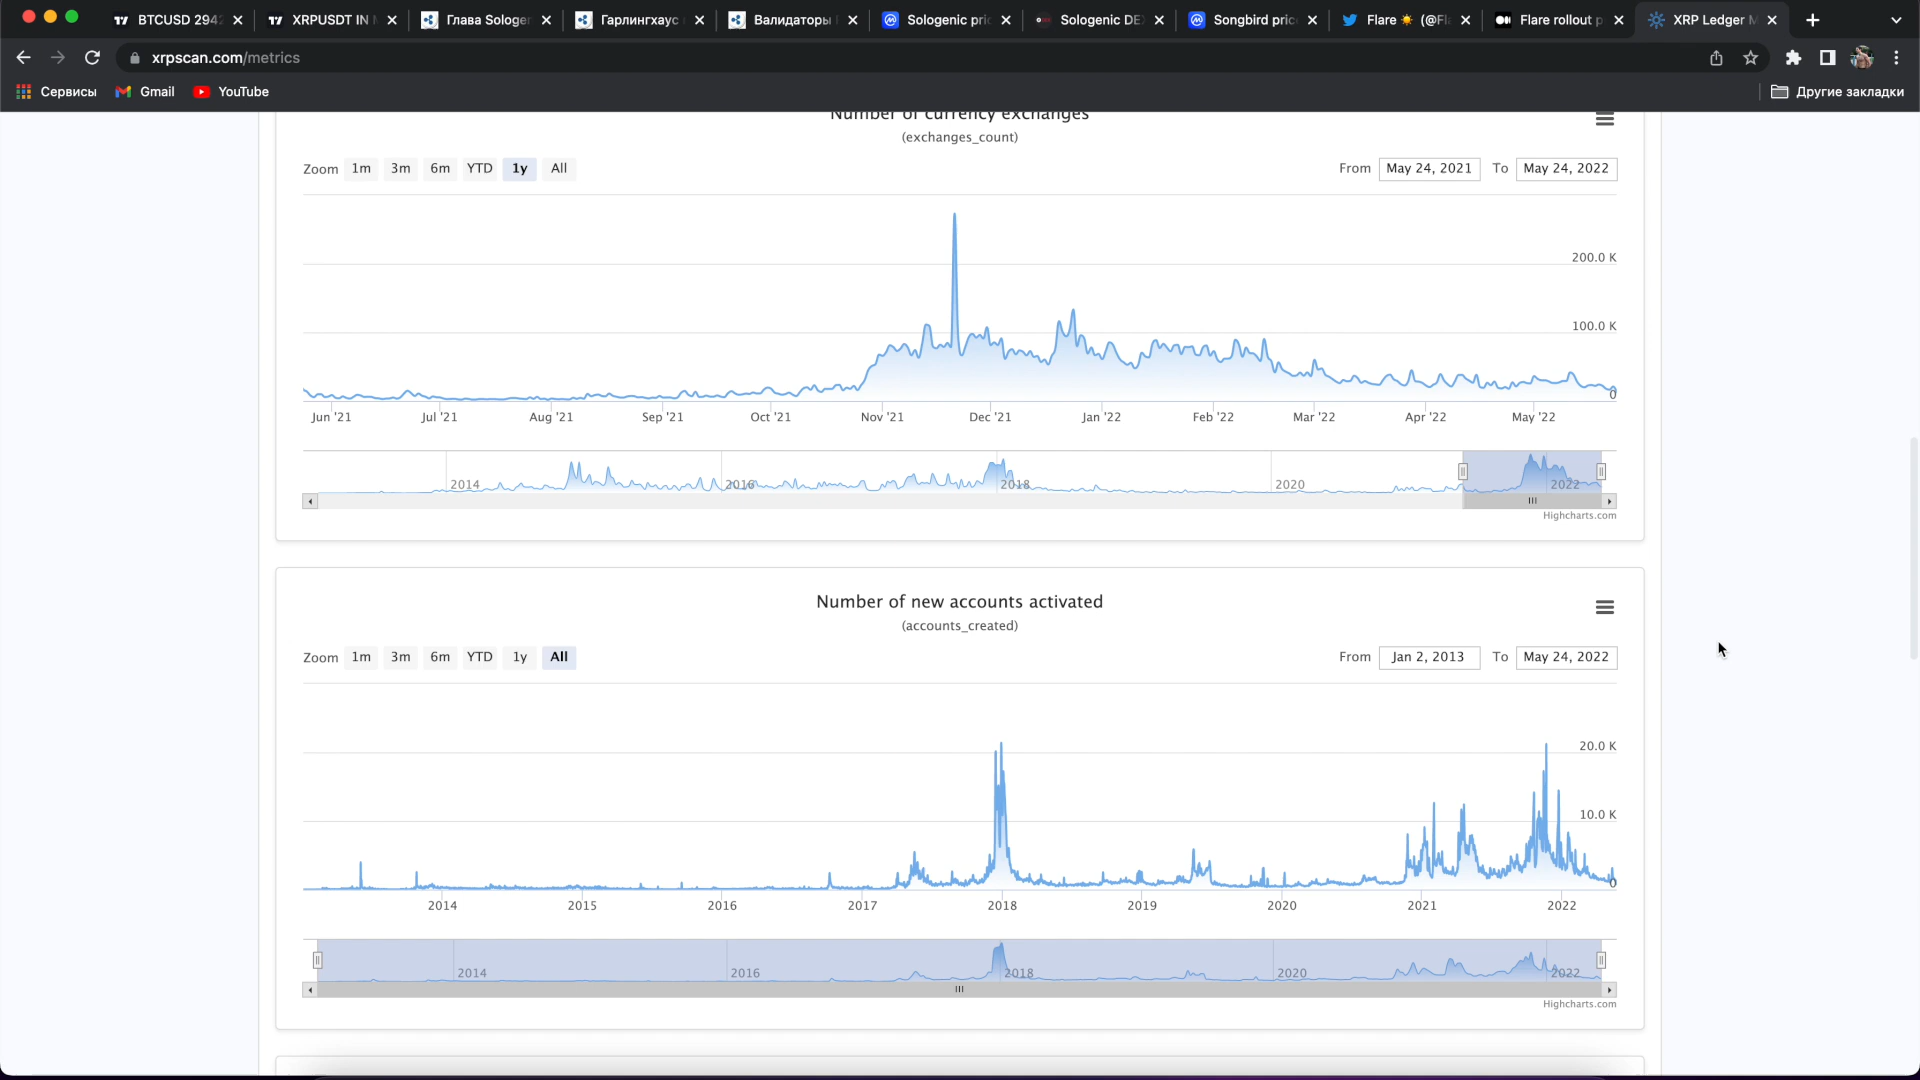 BTCUSD 294
XRPUSDT IN
Глава Sologen
Гарлингхаус
Валидаторы
Sologenic pri
Sologenic DE
Songbird pric
Flare ☀ (@Fl
Flare rollout p
XRP Ledger M
xrpscan.com/metrics
Сервисы
Gmail
YouTube
Другие закладки
Number of currency exchanges
(exchanges_count)
Zoom 1m 3m 6m YTD 1y All
From May 24, 2021 To May 24, 2022
200.0 K
100.0 K
0
Jun '21 Jul '21 Aug '21 Sep '21 Oct '21 Nov '21 Dec '21 Jan '22 Feb '22 Mar '22 Apr '22 May '22
2014 2016 2018 2020 2022
Highcharts.com
Number of new accounts activated
(accounts_created)
Zoom 1m 3m 6m YTD 1y All
From Jan 2, 2013 To May 24, 2022
20.0 K
10.0 K
0
2014 2015 2016 2017 2018 2019 2020 2021 2022
2014 2016 2018 2020 2022
Highcharts.com